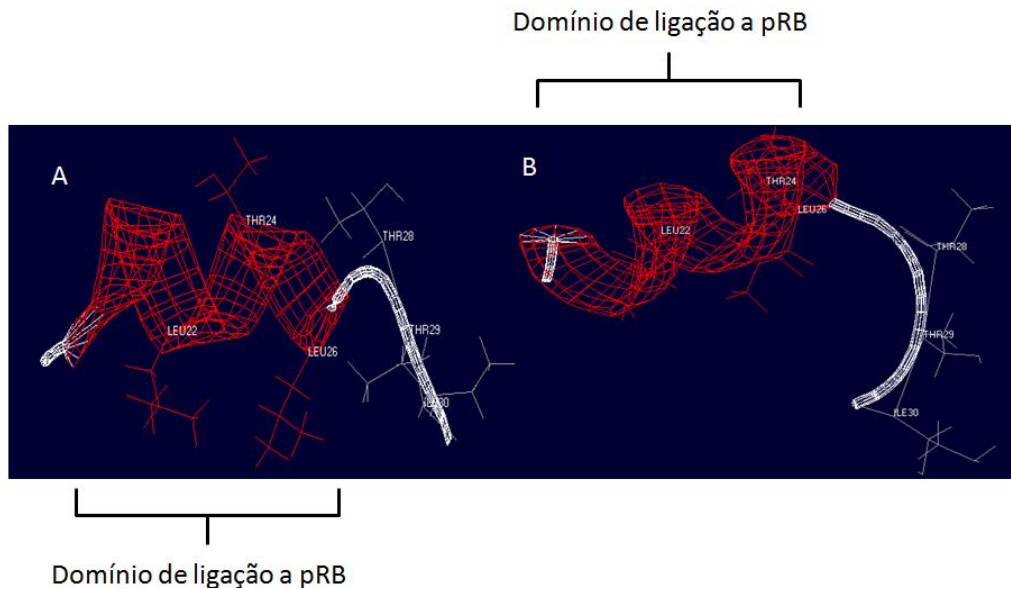 Domínio de ligação a pRB
A
THR24
THR28
LEU22
LEU26
THR29
ILE30
B
THR24
LEU26
LEU22
THR28
THR29
ILE30
Domínio de ligação a pRB